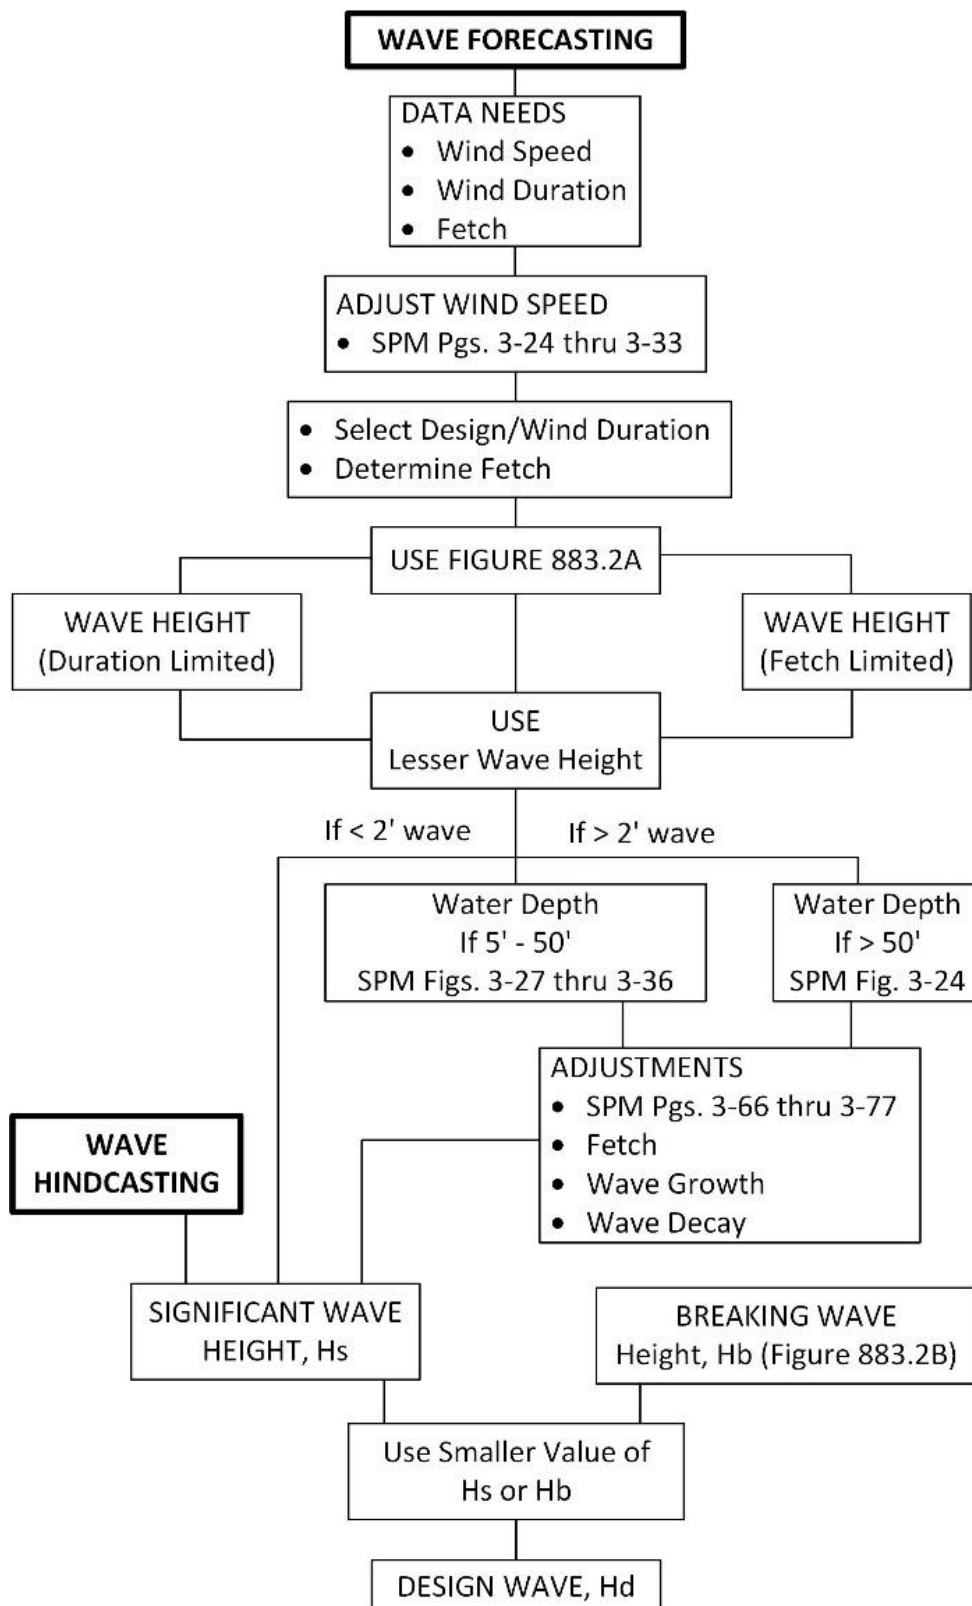 WAVE FORECASTING
DATA NEEDS
• Wind Speed
• Wind Duration
• Fetch
ADJUST WIND SPEED
• SPM Pgs. 3-24 thru 3-33
• Select Design/Wind Duration
• Determine Fetch
USE FIGURE 883.2A
WAVE HEIGHT
(Duration Limited)
WAVE HEIGHT
(Fetch Limited)
USE
Lesser Wave Height
If < 2' wave
If > 2' wave
Water Depth
If 5' - 50'
SPM Figs. 3-27 thru 3-36
Water Depth
If > 50'
SPM Fig. 3-24
ADJUSTMENTS
• SPM Pgs. 3-66 thru 3-77
• Fetch
• Wave Growth
• Wave Decay
WAVE
HINDCASTING
SIGNIFICANT WAVE
HEIGHT, Hs
BREAKING WAVE
Height, Hb (Figure 883.2B)
Use Smaller Value of
Hs or Hb
DESIGN WAVE, Hd